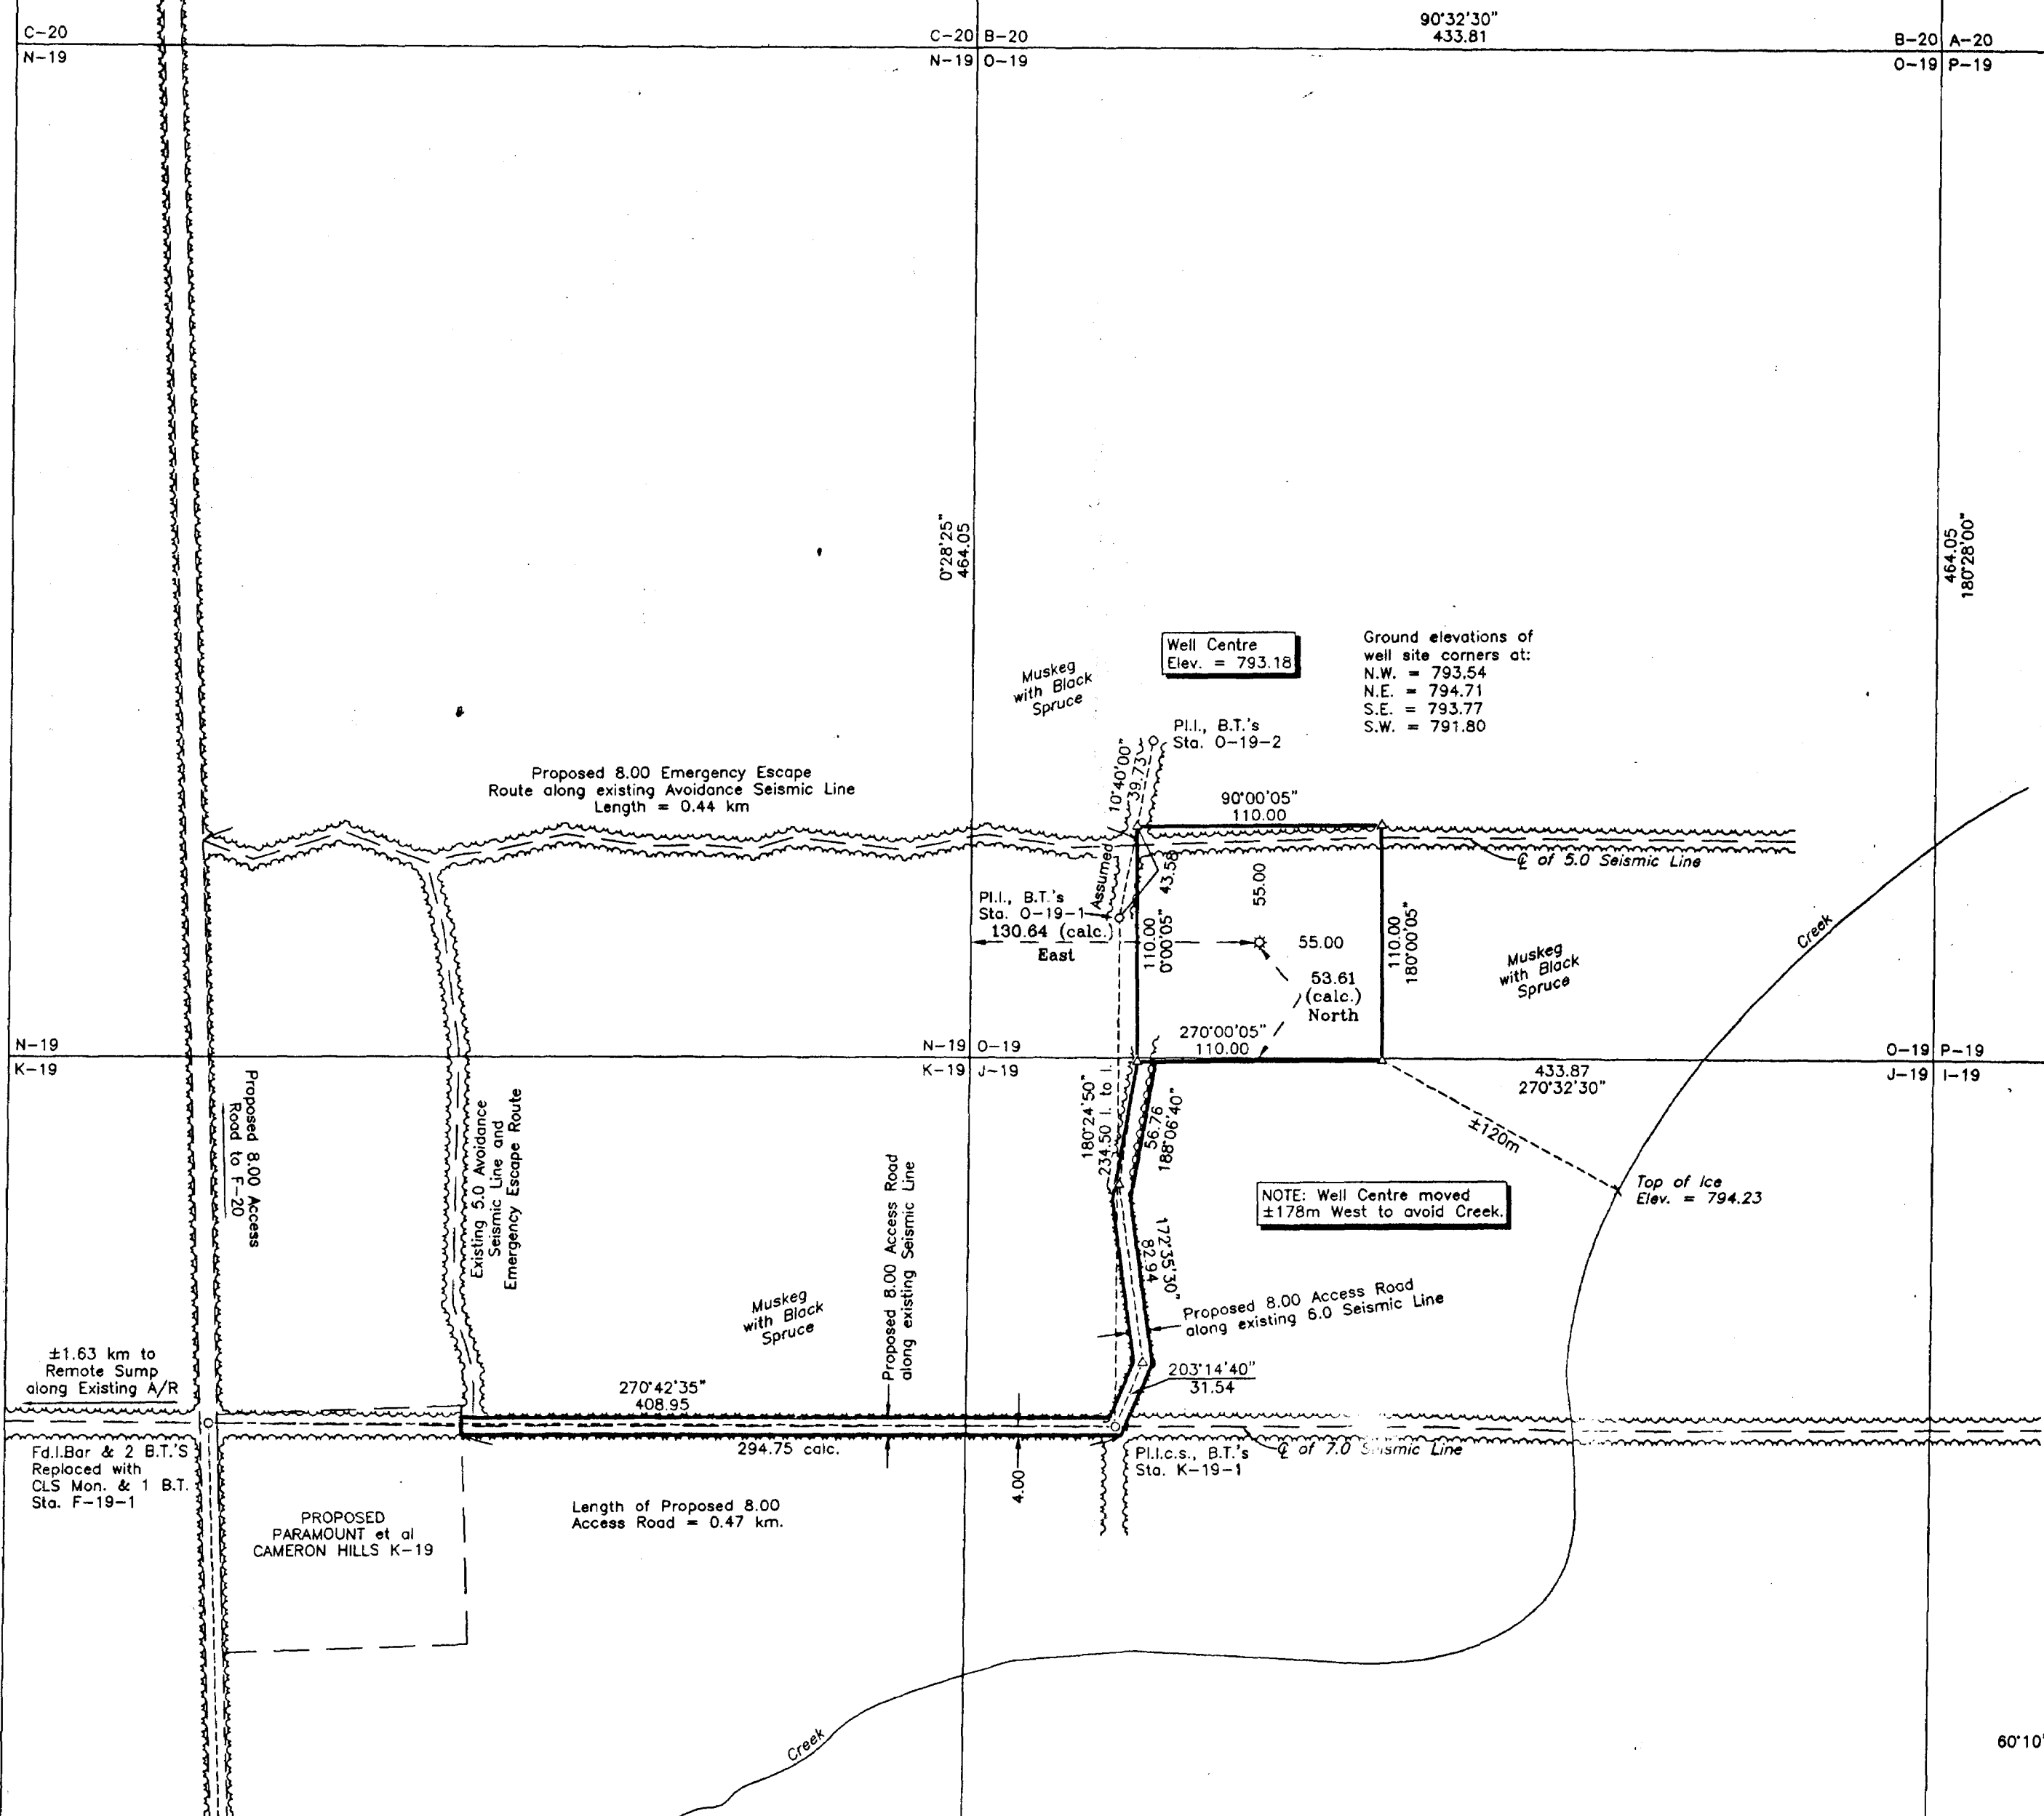 90°32'30"
433.81
C-20
N-19
C-20 B-20
N-19 O-19
B-20 A-20
O-19 P-19
0°28'25"
464.05
464.05
180°28'00"
Well Centre
Elev. = 793.18
Ground elevations of
well site corners at:
N.W. = 793.54
N.E. = 794.71
S.E. = 793.77
S.W. = 791.80
Muskeg
with Black
Spruce
Pl.I., B.T.'s
Sta. O-19-2
10°40'00"
39.73
Proposed 8.00 Emergency Escape
Route along existing Avoidance Seismic Line
Length = 0.44 km
90°00'05"
110.00
℄ of 5.0 Seismic Line
Assumed
43.58
55.00
Pl.I., B.T.'s
Sta. O-19-1
130.64 (calc.)
East
110.00
0°00'05"
55.00
53.61
(calc.)
North
110.00
180°00'05"
Muskeg
with Black
Spruce
Creek
270°00'05"
110.00
N-19
K-19
N-19 O-19
K-19 J-19
O-19 P-19
J-19 I-19
433.87
270°32'30"
Proposed 8.00 Access
Road to F-20
Existing 5.0 Avoidance
Seismic Line and
Emergency Escape Route
180°24'50"
234.50 I. to I.
56.76
188°06'40"
±120m
Top of Ice
Elev. = 794.23
NOTE: Well Centre moved
±178m West to avoid Creek.
Proposed 8.00 Access Road
along existing Seismic Line
172°35'30"
82.94
Proposed 8.00 Access Road
along existing 6.0 Seismic Line
Muskeg
with Black
Spruce
±1.63 km to
Remote Sump
along Existing A/R
203°14'40"
31.54
270°42'35"
408.95
294.75 calc.
℄ of 7.0 Seismic Line
Fd.I.Bar & 2 B.T.'S
Replaced with
CLS Mon. & 1 B.T.
Sta. F-19-1
Pl.I.c.s., B.T.'s
Sta. K-19-1
4.00
PROPOSED
PARAMOUNT et al
CAMERON HILLS K-19
Length of Proposed 8.00
Access Road = 0.47 km.
Creek
60°10'